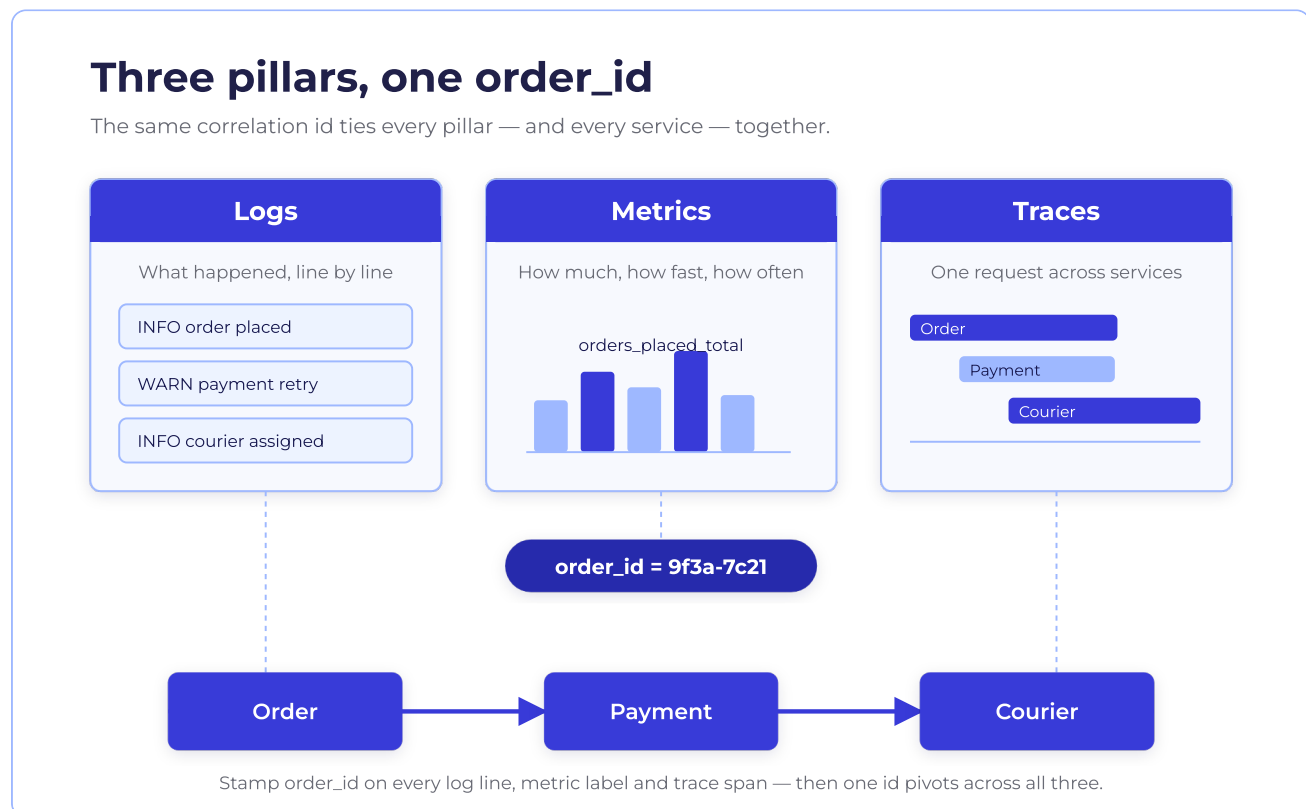 Three pillars, one order_id
The same correlation id ties every pillar — and every service — together.
Logs
What happened, line by line
INFO order placed
WARN payment retry
INFO courier assigned
Metrics
How much, how fast, how often
orders_placed_total
Traces
One request across services
Order
Payment
Courier
order_id = 9f3a-7c21
Order
Payment
Courier
Stamp order_id on every log line, metric label and trace span — then one id pivots across all three.